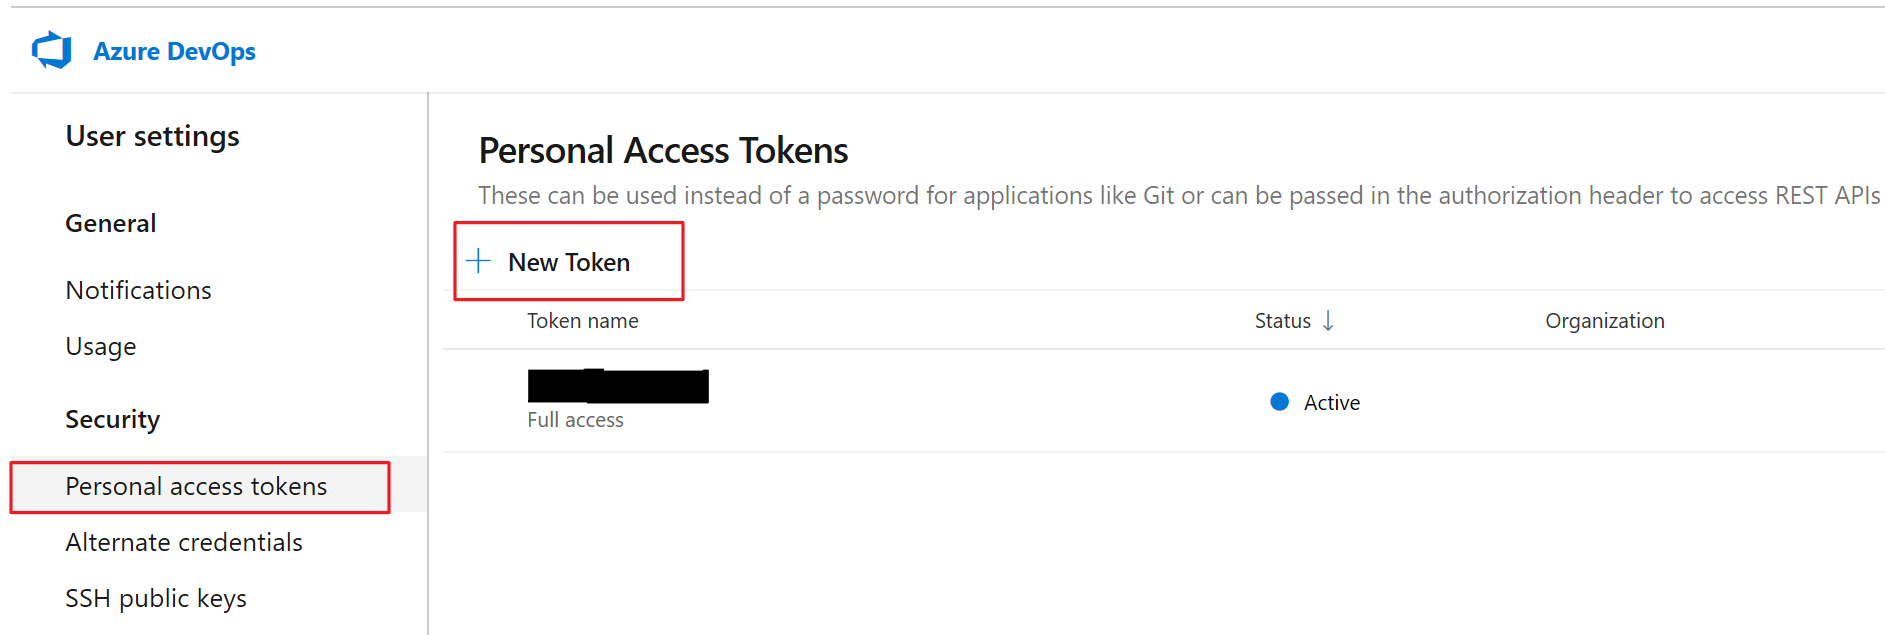 Azure DevOps
User settings
General
Notifications
Usage
Security
Personal access tokens
Alternate credentials
SSH public keys
Personal Access Tokens
These can be used instead of a password for applications like Git or can be passed in the authorization header to access REST APIs
New Token
Token name Status ↓ Organization
Full access
Active